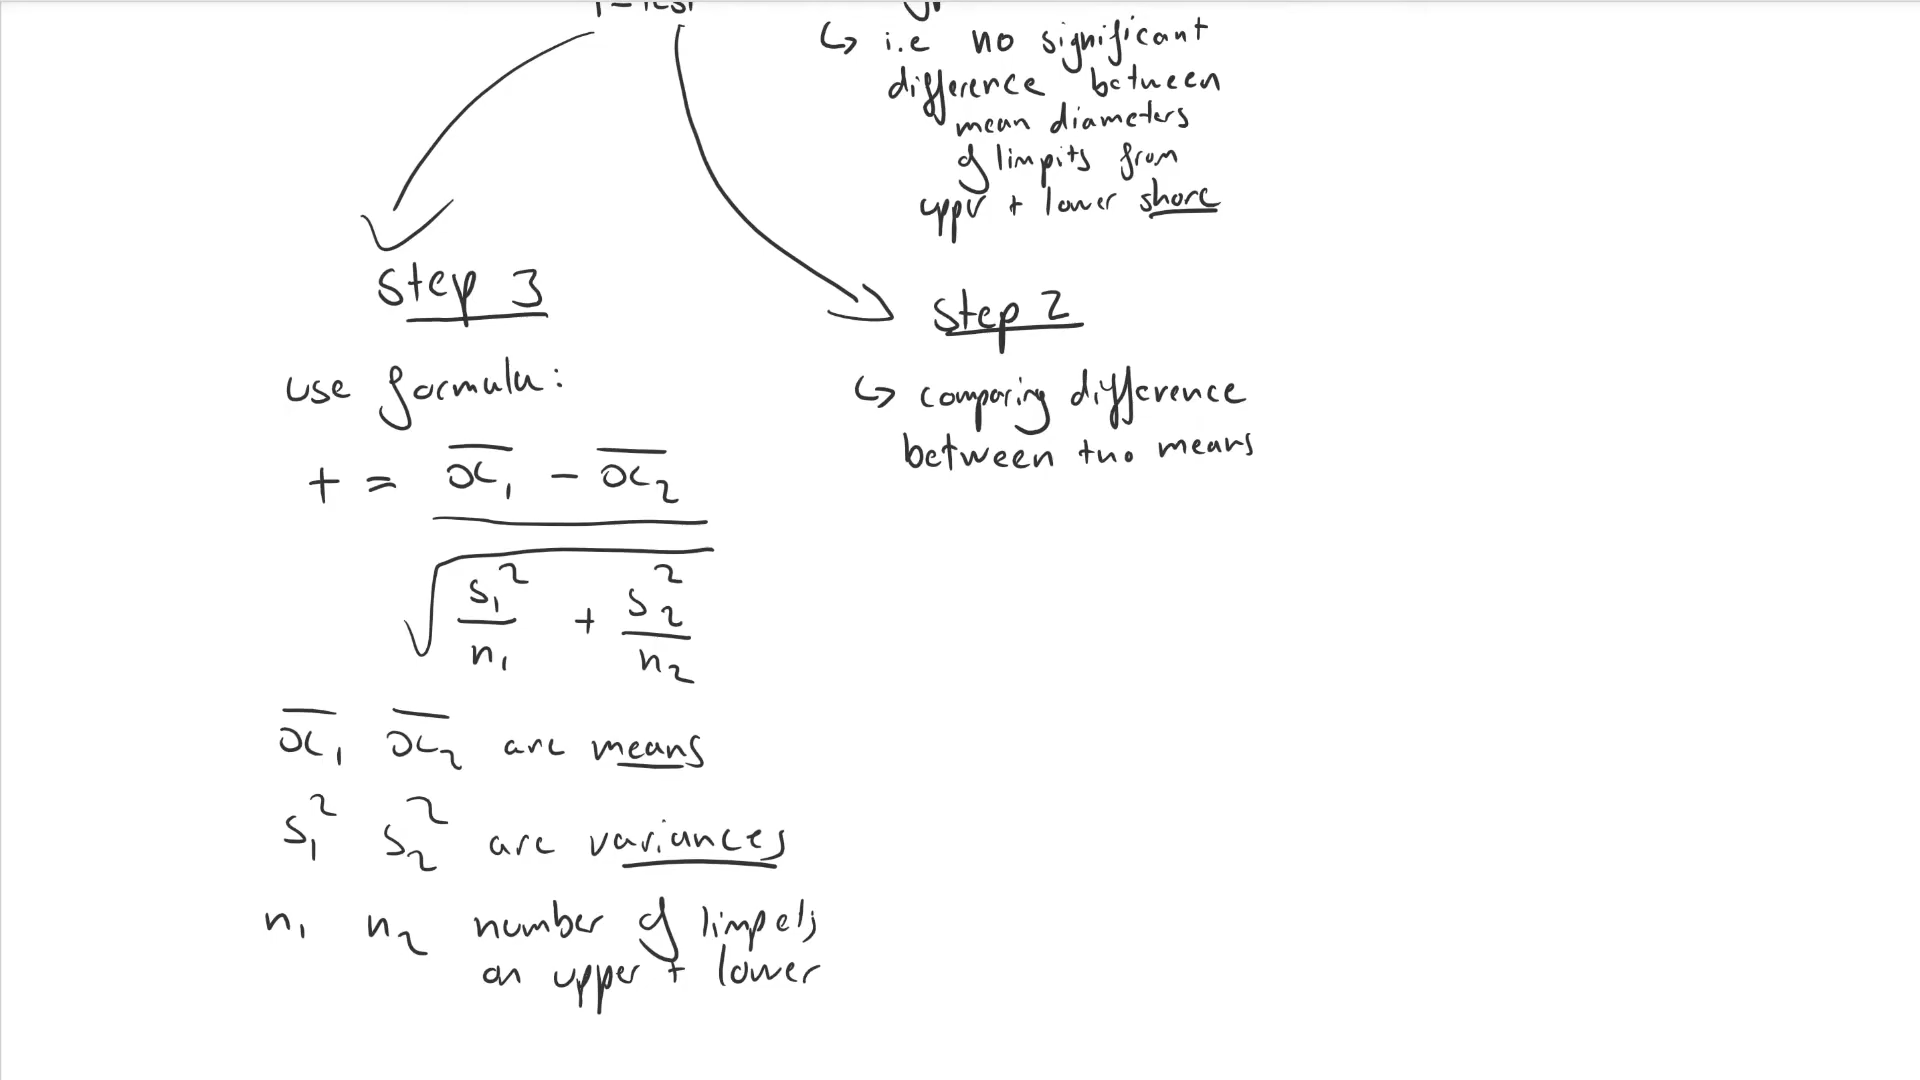 T-Test
↳ i.e no significant
difference between
mean diameters
of limpits from
upper + lower shore
Step 3
use formula:
t = x̄₁ - x̄₂
√ s₁²/n₁ + s₂²/n₂
x̄₁ x̄₂ are means
s₁² s₂² are variances
n₁ n₂ number of limpets
on upper + lower
Step 2
↳ comparing difference
between two means